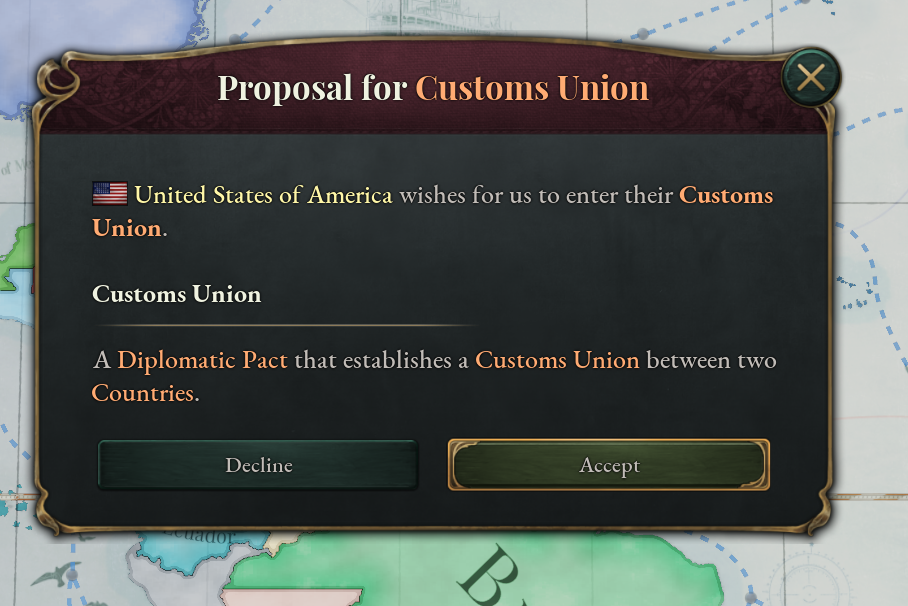 Proposal for Customs Union
United States of America wishes for us to enter their Customs
Union.
Customs Union
A Diplomatic Pact that establishes a Customs Union between two
Countries.
Decline
Accept
Ecuador